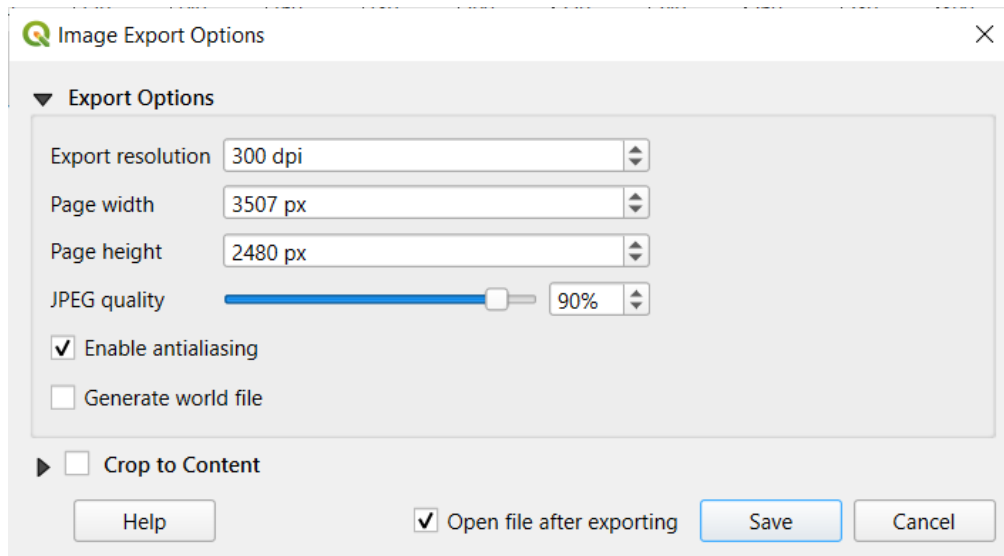 Image Export Options
Export Options
Export resolution 300 dpi
Page width 3507 px
Page height 2480 px
JPEG quality 90%
Enable antialiasing
Generate world file
Crop to Content
Help Open file after exporting Save Cancel